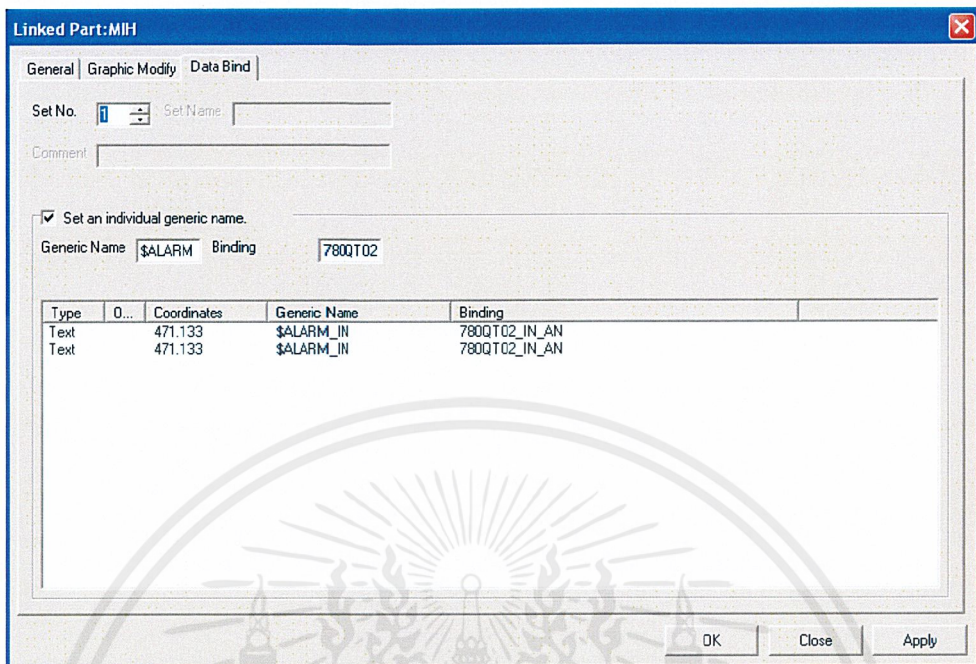 Linked Part:MIH
General Graphic Modify Data Bind
Set No. 1 Set Name
Comment
Set an individual generic name.
Generic Name $ALARM Binding 780QT02
Type O... Coordinates Generic Name Binding
Text 471.133 $ALARM_IN 780QT02_IN_AN
Text 471.133 $ALARM_IN 780QT02_IN_AN
OK Close Apply